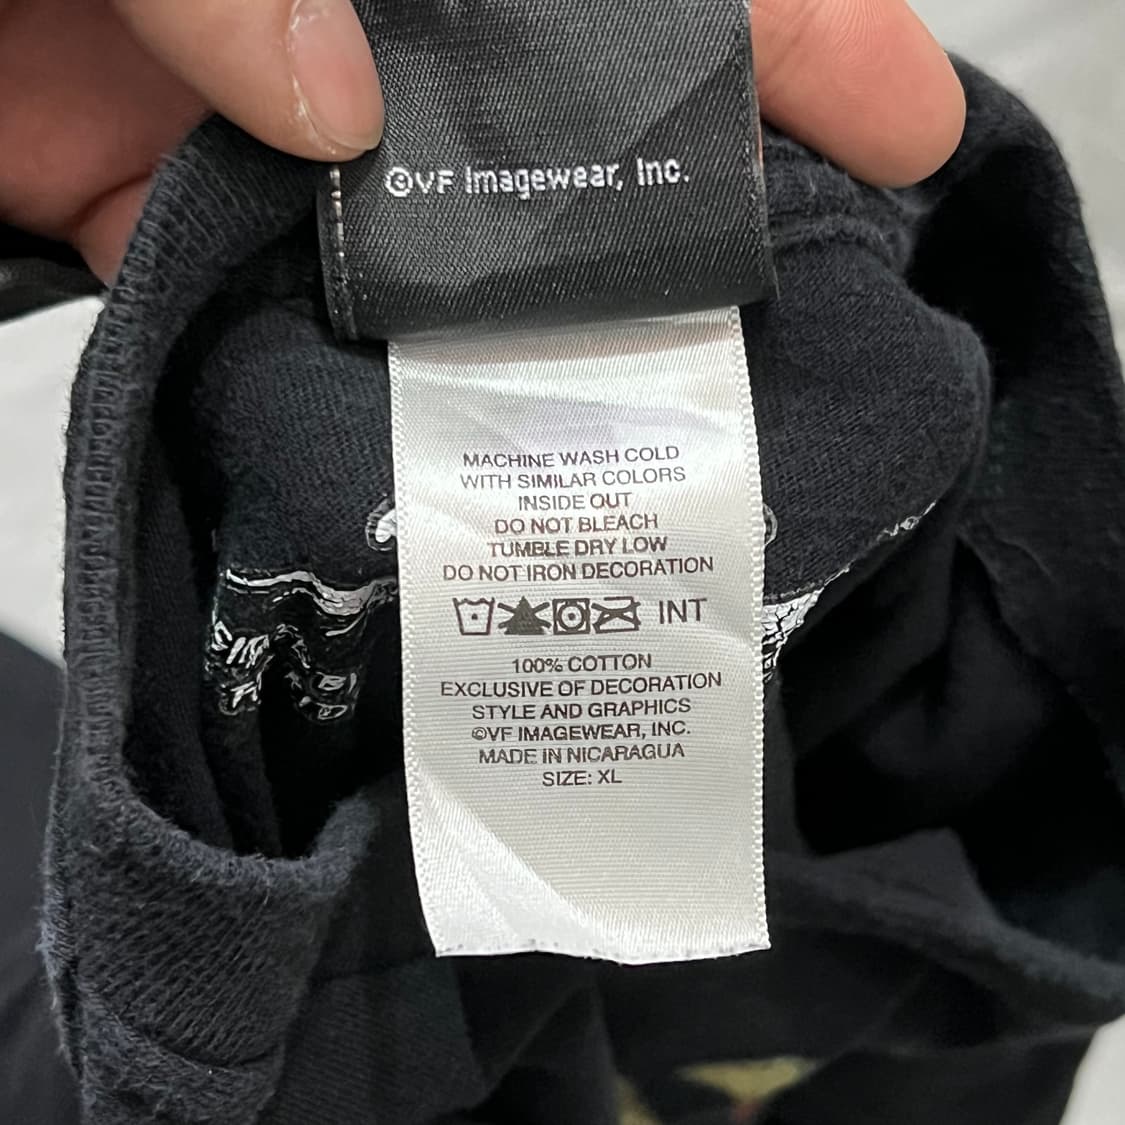 ©VF Imagewear, Inc.
MACHINE WASH COLD
WITH SIMILAR COLORS
INSIDE OUT
DO NOT BLEACH
TUMBLE DRY LOW
DO NOT IRON DECORATION
INT
100% COTTON
EXCLUSIVE OF DECORATION
STYLE AND GRAPHICS
©VF IMAGEWEAR, INC.
MADE IN NICARAGUA
SIZE: XL